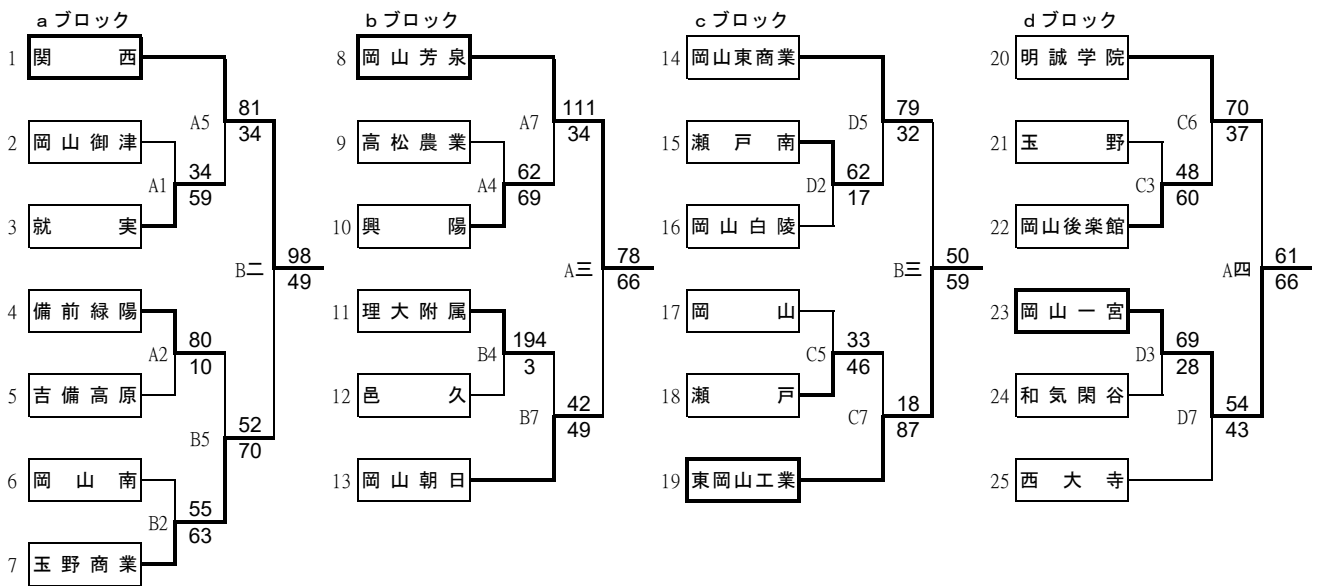 aブロック
1 関西
A5
81
34
2 岡山御津
A1
34
59
3 就実
B二
98
49
4 備前緑陽
A2
80
10
5 吉備高原
B5
52
70
6 岡山南
B2
55
63
7 玉野商業
bブロック
8 岡山芳泉
A7
111
34
9 高松農業
A4
62
69
10 興陽
A三
78
66
11 理大附属
B4
194
3
12 邑久
B7
42
49
13 岡山朝日
cブロック
14 岡山東商業
D5
79
32
15 瀬戸南
D2
62
17
16 岡山白陵
B三
50
59
17 岡山
C5
33
46
18 瀬戸
C7
18
87
19 東岡山工業
dブロック
20 明誠学院
C6
70
37
21 玉野
C3
48
60
22 岡山後楽館
A四
61
66
23 岡山一宮
D3
69
28
24 和気閑谷
D7
54
43
25 西大寺